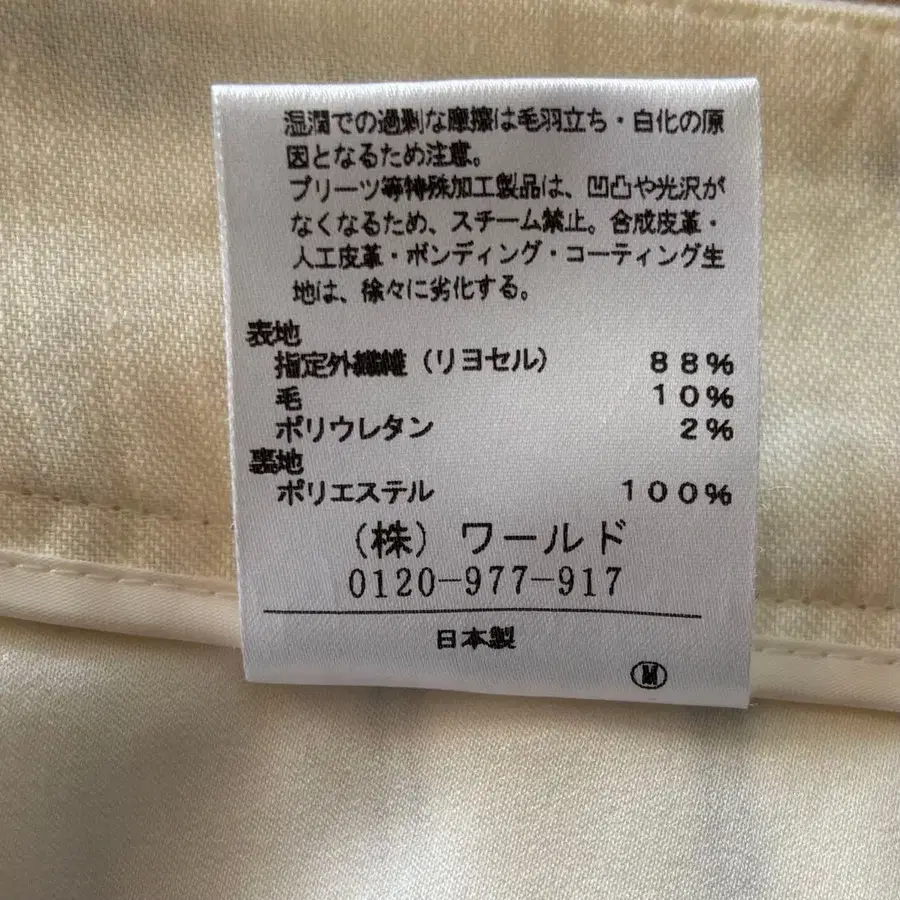 湿潤での過剰な摩擦は毛羽立ち・白化の原
因となるため注意。
プリーツ等特殊加工製品は、凹凸や光沢が
なくなるため、スチーム禁止。合成皮革・
人工皮革・ボンディング・コーティング生
地は、徐々に劣化する。
表地
指定外繊維（リヨセル） 88%
毛 10%
ポリウレタン 2%
裏地
ポリエステル 100%
（株）ワールド
0120-977-917
日本製
Ⓜ